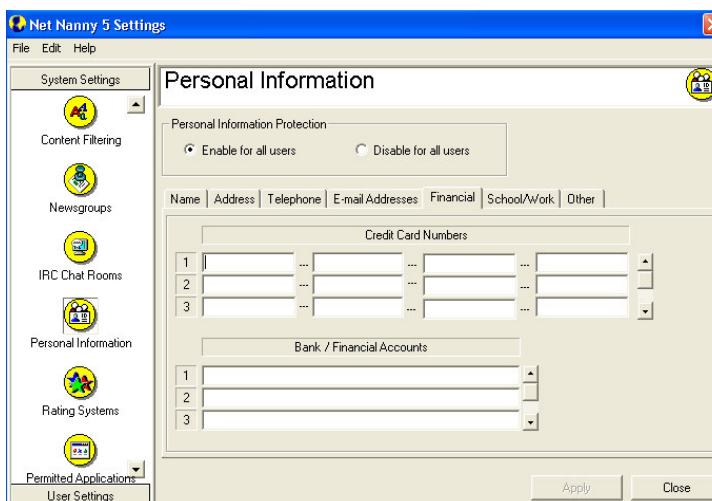 Net Nanny 5 Settings
File Edit Help
System Settings
Content Filtering
Newsgroups
IRC Chat Rooms
Personal Information
Rating Systems
Permitted Applications
User Settings
Personal Information
Personal Information Protection
Enable for all users Disable for all users
Name Address Telephone E-mail Addresses Financial School/Work Other
Credit Card Numbers
1 ... ... ...
2 ... ... ...
3 ... ... ...
Bank / Financial Accounts
1
2
3
Apply Close